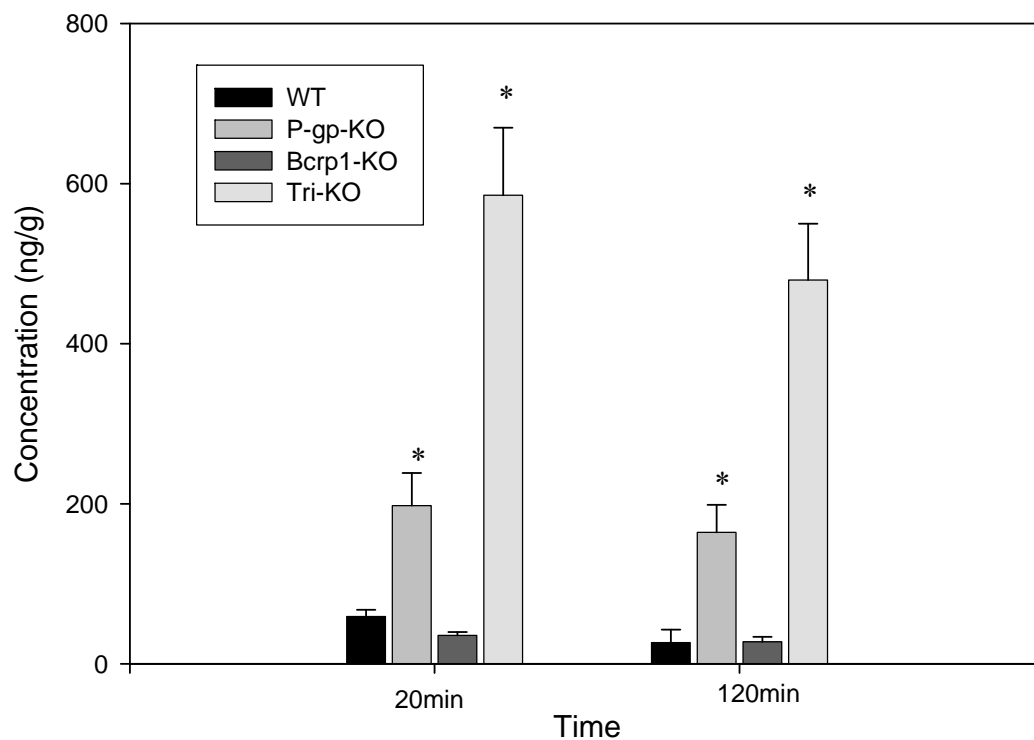 800
600
400
200
0
Concentration (ng/g)
WT
P-gp-KO
Bcrp1-KO
Tri-KO
*
*
*
*
20min
120min
Time